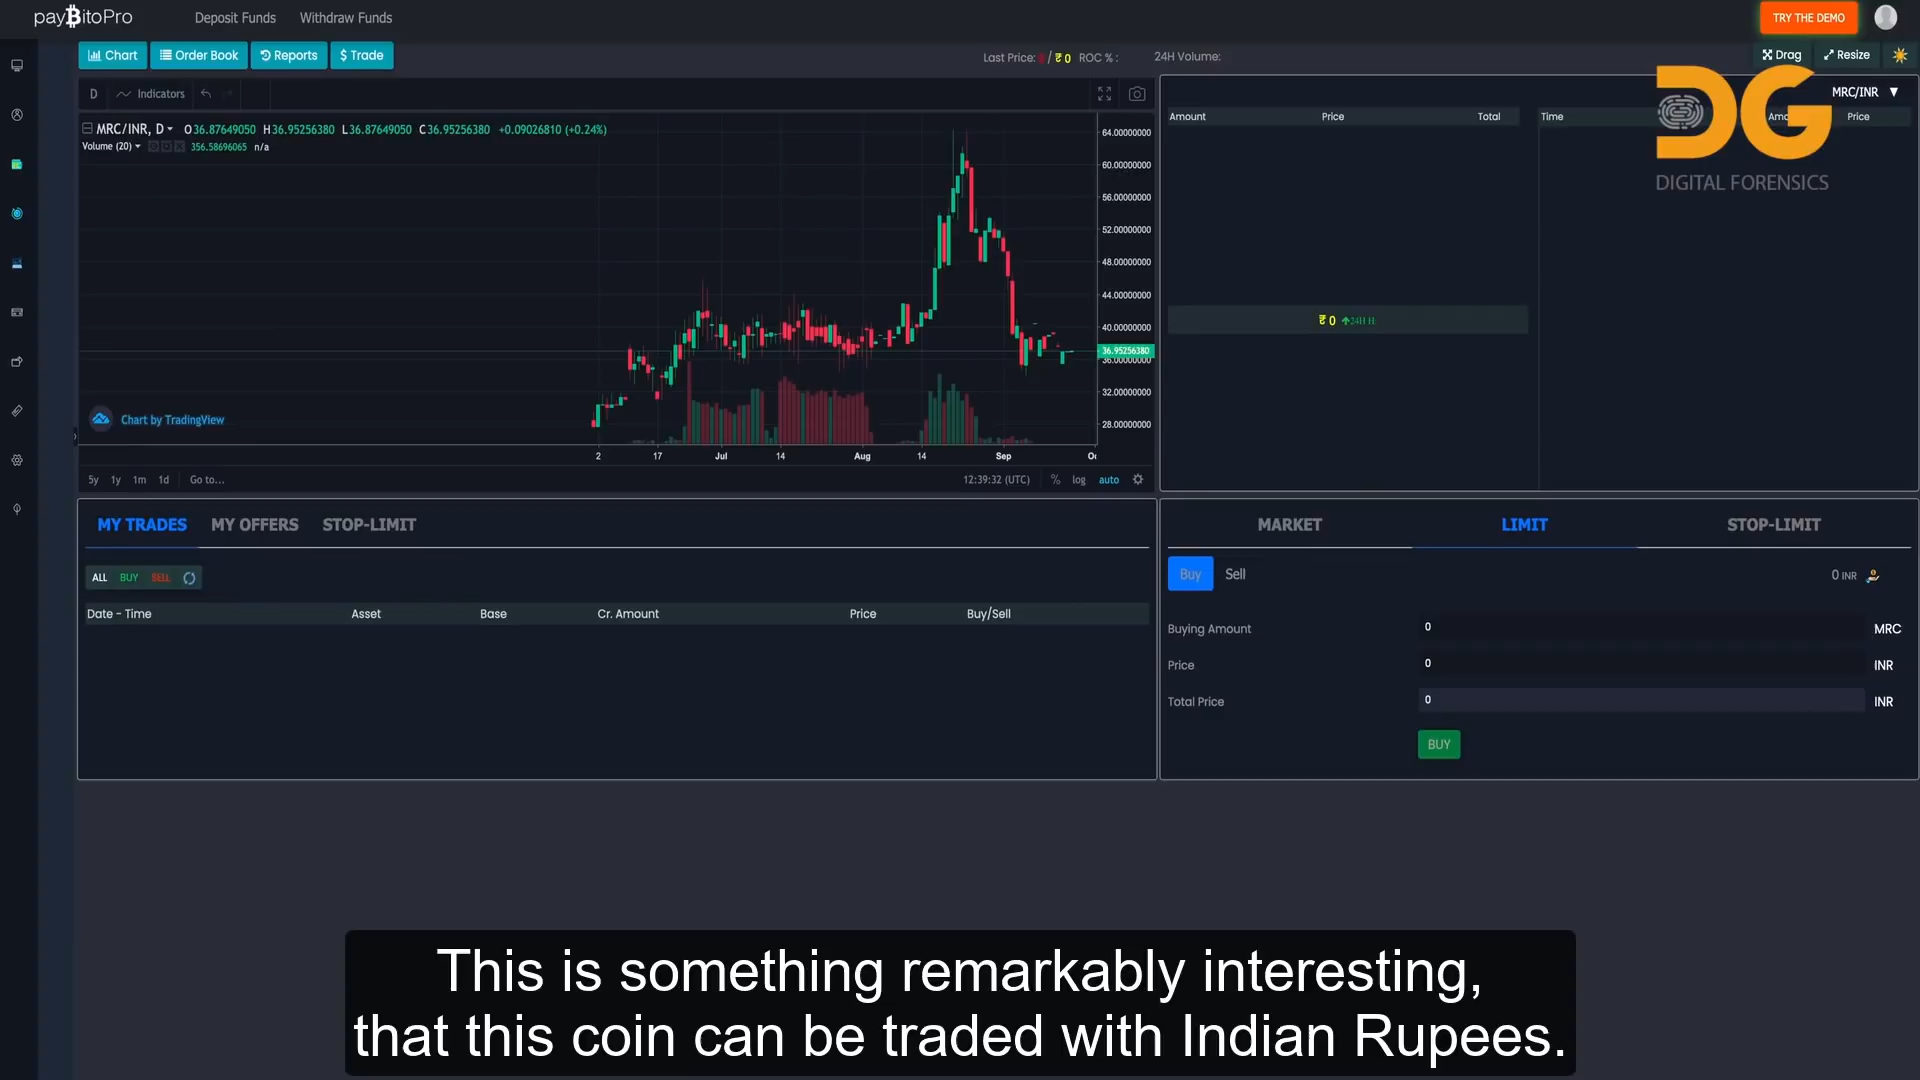 payBitoPro
Deposit Funds
Withdraw Funds
TRY THE DEMO
Chart
Order Book
Reports
$ Trade
Last Price: / ₹ 0 ROC % :
24H Volume:
Drag
Resize
D
Indicators
MRC/INR, D
O36.87649050 H36.95256380 L36.87649050 C36.95256380 +0.09026810 (+0.24%)
Volume (20)
356.58696065 n/a
64.00000000
60.00000000
56.00000000
52.00000000
48.00000000
44.00000000
40.00000000
36.95256380
36.00000000
32.00000000
28.00000000
Chart by TradingView
2 17 Jul 14 Aug 14 Sep
5y 1y 1m 1d Go to...
12:39:32 (UTC)
% log auto
MRC/INR
Amount Price Total
Time Price
DG
DIGITAL FORENSICS
₹ 0
MY TRADES
MY OFFERS
STOP-LIMIT
ALL BUY SELL
Date - Time Asset Base Cr. Amount Price Buy/Sell
MARKET
LIMIT
STOP-LIMIT
Buy
Sell
0 INR
Buying Amount 0 MRC
Price 0 INR
Total Price 0 INR
BUY
This is something remarkably interesting,
that this coin can be traded with Indian Rupees.